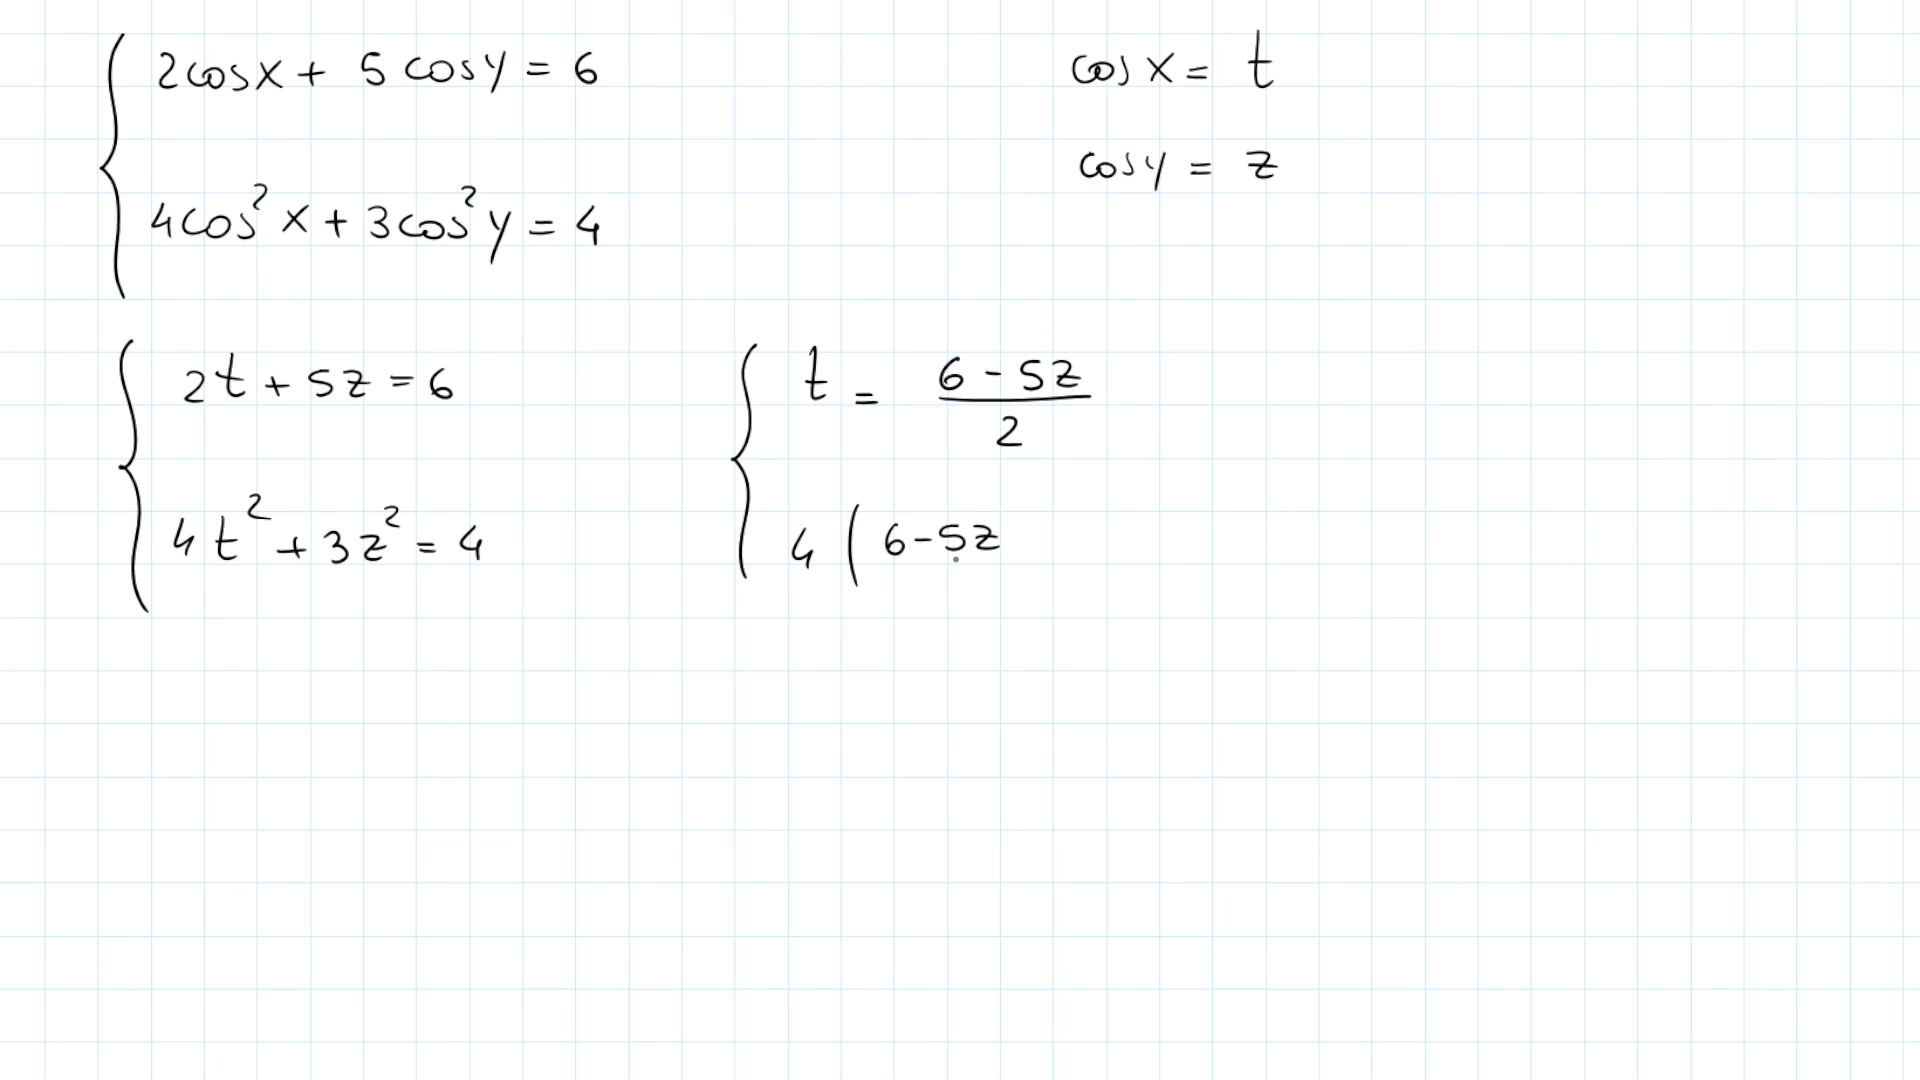 2cosx + 5cosy = 6
4cos²x + 3cos²y = 4
cosx = t
cosy = z
2t + 5z = 6
4t² + 3z² = 4
t = (6 - 5z)/2
4 ( 6 - 5z